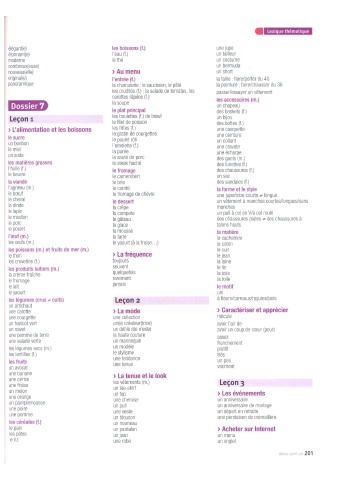 Lexique thématique
élégant(e)
étonnant(e)
moderne
nombreux(euse)
nouveau(elle)
original(e)
panoramique
Dossier 7
Leçon 1
> L'alimentation et les boissons
le sucre
un bonbon
le miel
un soda
les matières grasses
l'huile (f.)
le beurre
la viande
l'agneau (m.)
le bœuf
le cheval
la dinde
le lapin
le mouton
le porc
le poulet
l'œuf (m.)
les œufs (m.)
les poissons (m.) et fruits de mer (m.)
le thon
les crevettes (f.)
les produits laitiers (m.)
la crème fraîche
le fromage
le lait
le yaourt
les légumes (crus ≠ cuits)
un artichaut
une carotte
une courgette
un haricot vert
un navet
une pomme de terre
une salade verte
les légumes secs (m.)
les lentilles (f.)
les fruits
un avocat
une banane
une cerise
une fraise
un melon
une orange
un pamplemousse
une poire
une pomme
les céréales (f.)
le pain
les pâtes
le riz
les boissons (f.)
l'eau (f.)
le thé
> Au menu
l'entrée (f.)
la charcuterie : le saucisson, le pâté
les crudités (f.) : la salade de tomates, les
carottes râpées (f.)
la soupe
le plat principal
les boulettes (f.) de bœuf
le filet de poisson
les frites (f.)
le gratin de courgettes
le poulet rôti
l'omelette (f.)
la purée
le sauté de porc
le steak haché
le fromage
le camembert
le brie
le comté
le fromage de chèvre
le dessert
la crêpe
la compote
le gâteau
la glace
la mousse
la tarte
le yaourt (à la fraise...)
> La fréquence
toujours
souvent
quelquefois
rarement
jamais
Leçon 2
> La mode
une collection
un(e) créateur(trice)
un défilé (de mode)
la haute couture
un mannequin
un modèle
le stylisme
une tendance
une tenue
> La tenue et le look
les vêtements (m.)
un tee-shirt
un top
une chemise
un pull
une veste
un blouson
un manteau
un pantalon
un jean
une robe
une jupe
un tailleur
un costume
un bermuda
un short
la taille : faire/porter du 40
la pointure : faire/chausser du 38
passer/essayer un vêtement
les accessoires (m.)
un chapeau
des baskets (f.)
un bijou
des bottes (f.)
une casquette
une ceinture
un collant
une cravate
une écharpe
des gants (m.)
des lunettes (f.)
des chaussures (f.)
un sac
des sandales (f.)
la forme et le style
une jupe/robe courte ≠ longue
un vêtement à manches courtes/longues/sans
manches
un pull à col en V/à col roulé
des chaussures plates ≠ des chaussures à
talons hauts
la matière
le cachemire
le coton
le cuir
le jean
la laine
le lin
la soie
la toile
le motif
uni
à fleurs/carreaux/rayures/pois
> Caractériser et apprécier
ridicule
avoir l'air de
avoir un coup de cœur (pour)
assez
franchement
plutôt
très
un peu
vraiment
Leçon 3
> Les événements
un anniversaire
un anniversaire de mariage
un départ en retraite
une pendaison de crémaillère
> Acheter sur Internet
un menu
un onglet
201